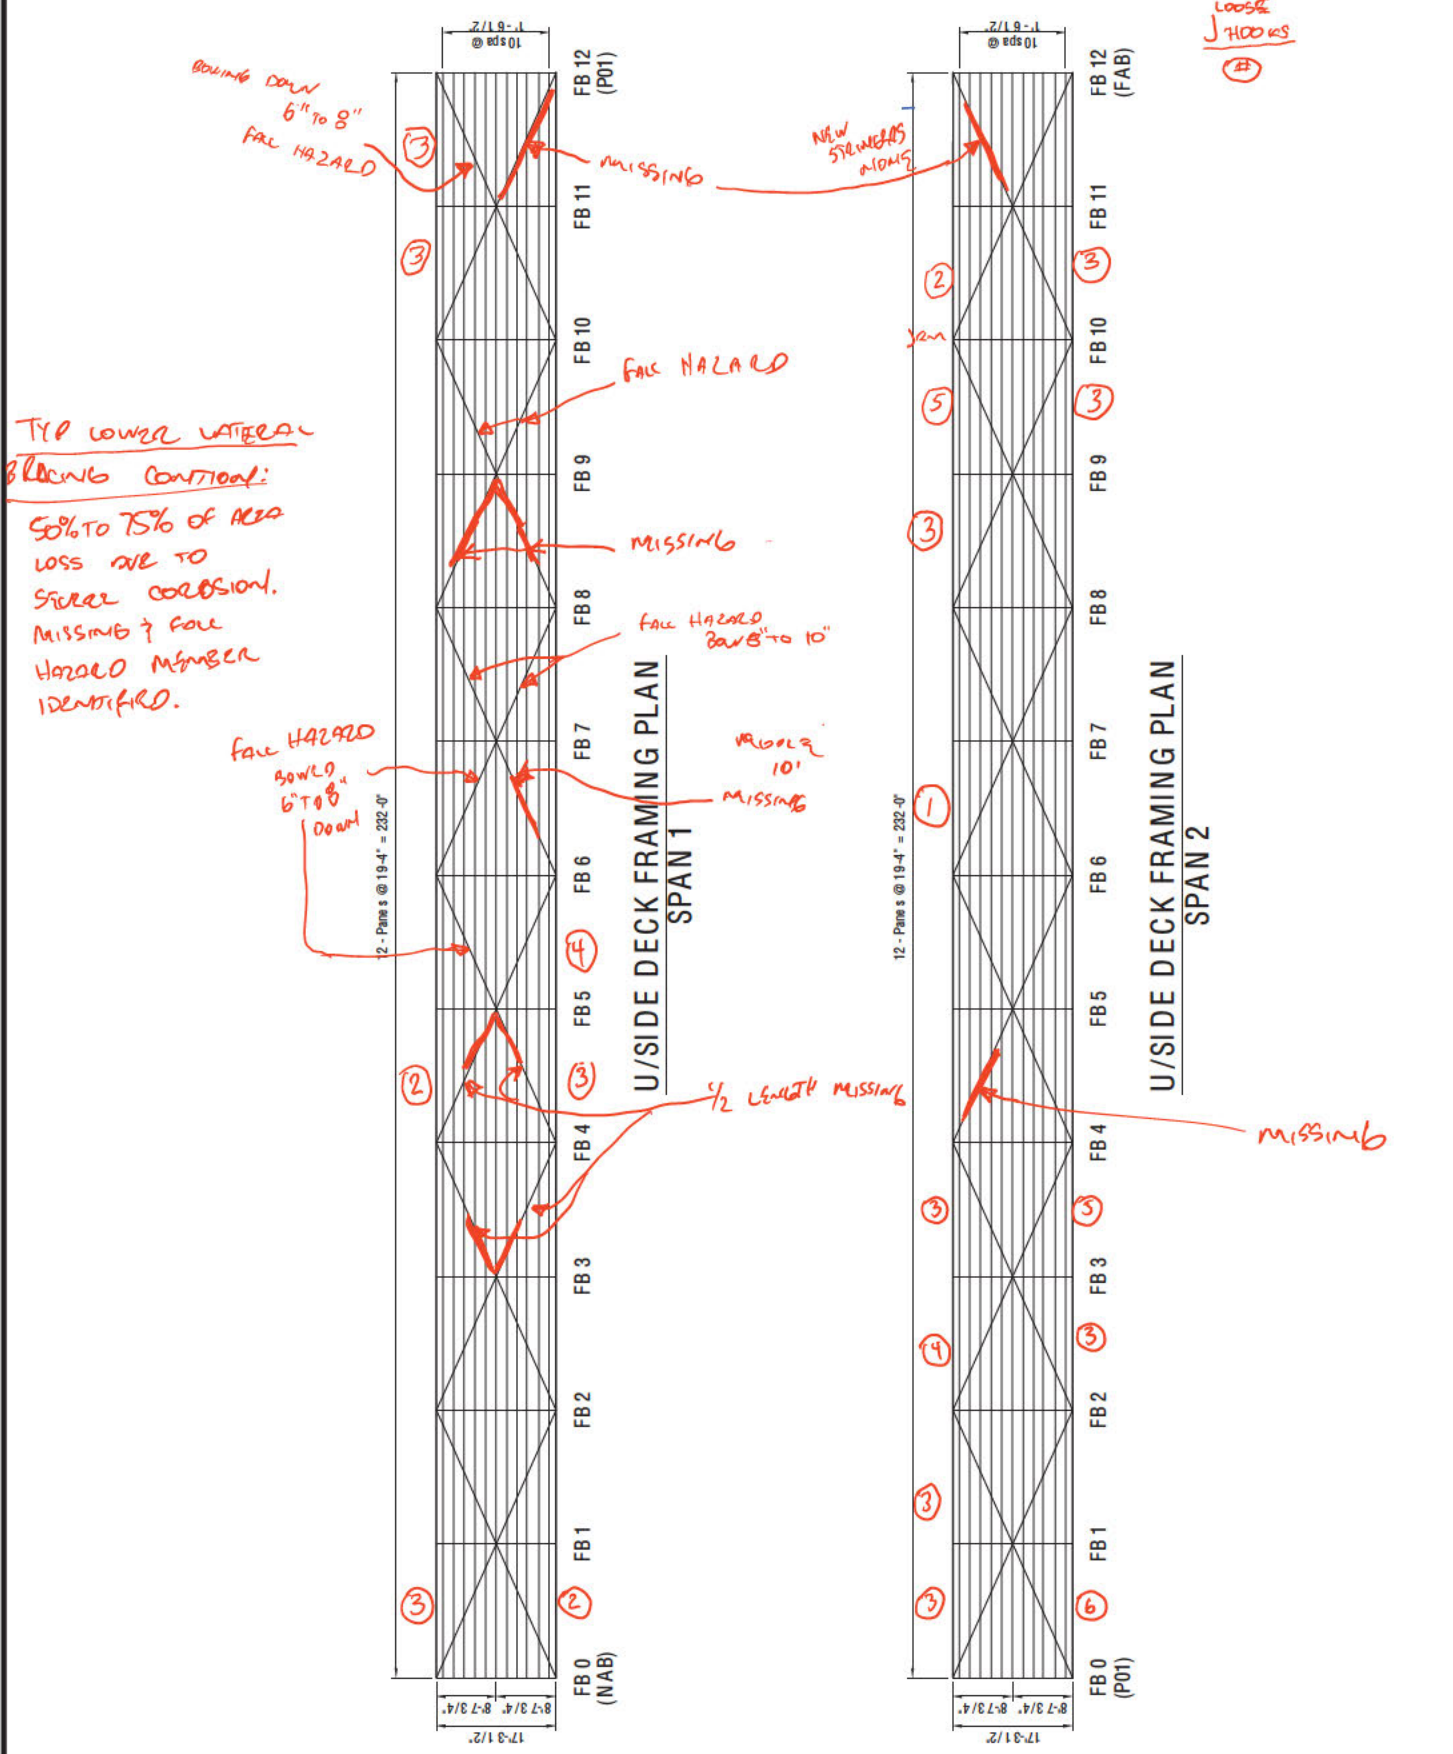 LOOSE
J HOOKS
#
1'-6 1/2"
10 spa @
FB 12
(P01)
BOWING DOWN
6" TO 8"
FALL HAZARD
3
MISSING
FB 11
3
FB 10
FALL HAZARD
FB 9
MISSING
FB 8
FALL HAZARD
BOW 8" TO 10"
FB 7
FALL HAZARD
BOWED
6" TO 8"
DOWN
10'
MISSING
12 - Panels @ 19-4" = 232-0"
FB 6
4
FB 5
2
3
1/2 LENGTH MISSING
FB 4
FB 3
FB 2
FB 1
3
2
FB 0
(NAB)
8'-7 3/4" 8'-7 3/4"
17'-3 1/2"
U/SIDE DECK FRAMING PLAN
SPAN 1
TYP LOWER LATERAL
BRACING CONTION:
50% TO 75% OF AREA
LOSS DUE TO
SEVERE COROSION.
MISSING & FALL
HAZARD MEMBER
IDENTIFIED.
1'-6 1/2"
10 spa @
FB 12
(FAB)
NEW
STRINGERS
ALONG
FB 11
2
3
FB 10
5
3
FB 9
3
FB 8
FB 7
1
12 - Panels @ 19-4" = 232-0"
FB 6
FB 5
MISSING
FB 4
3
5
FB 3
4
3
FB 2
3
FB 1
3
6
FB 0
(P01)
8'-7 3/4" 8'-7 3/4"
17'-3 1/2"
U/SIDE DECK FRAMING PLAN
SPAN 2